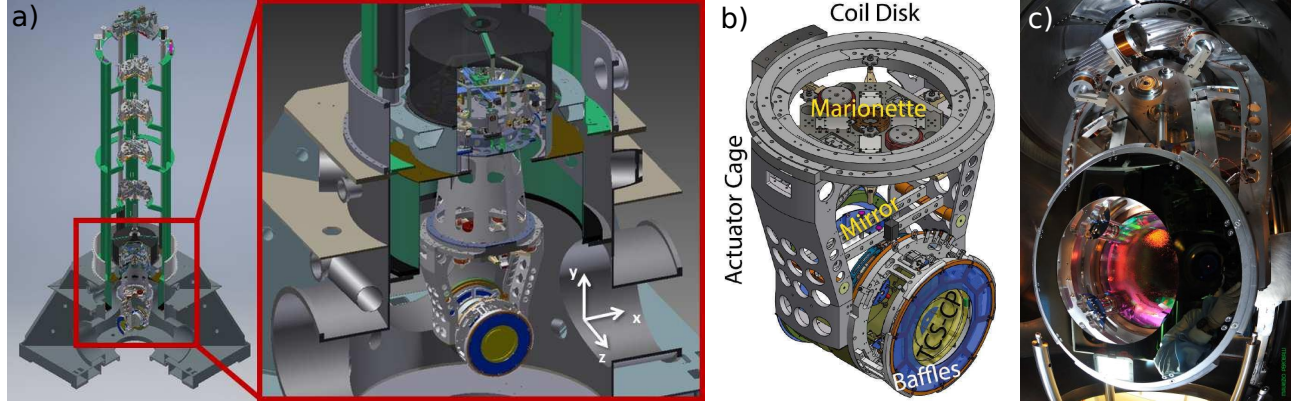 a)
y
x
z
b)
Coil Disk
Marionette
Actuator Cage
Mirror
TCS CP
Baffles
c)